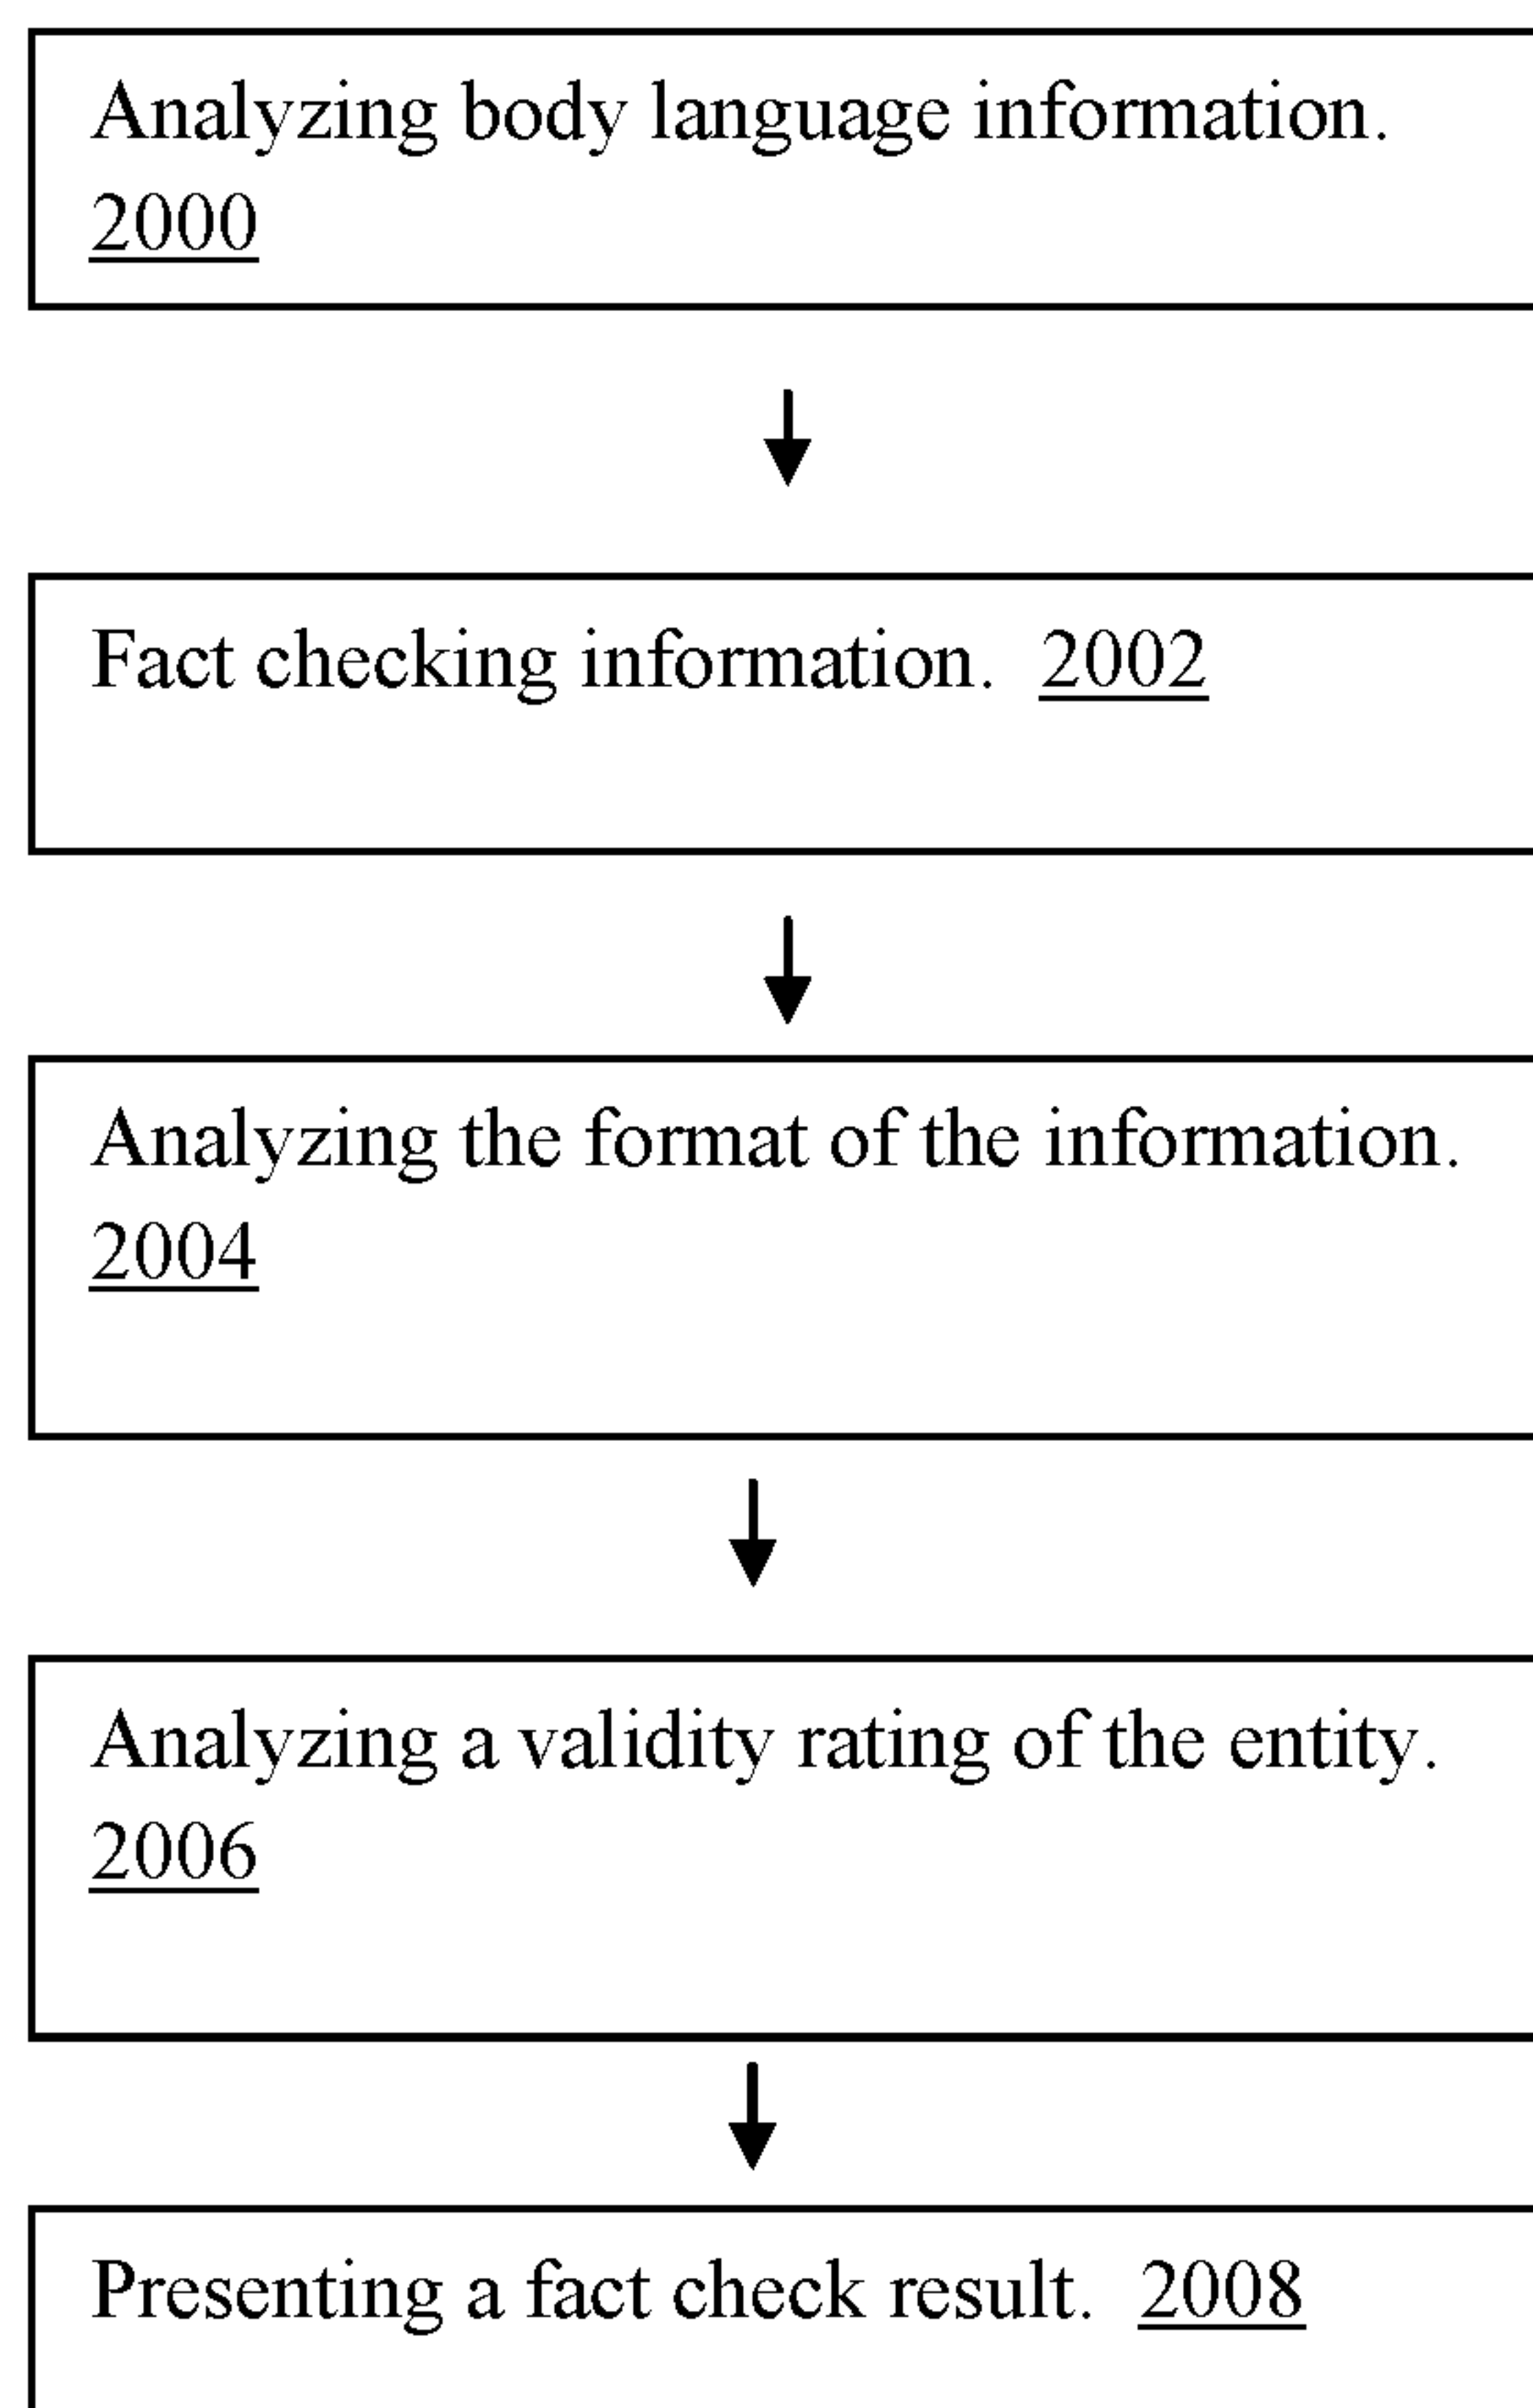 Analyzing body language information.
2000
Fact checking information. 2002
Analyzing the format of the information.
2004
Analyzing a validity rating of the entity.
2006
Presenting a fact check result. 2008